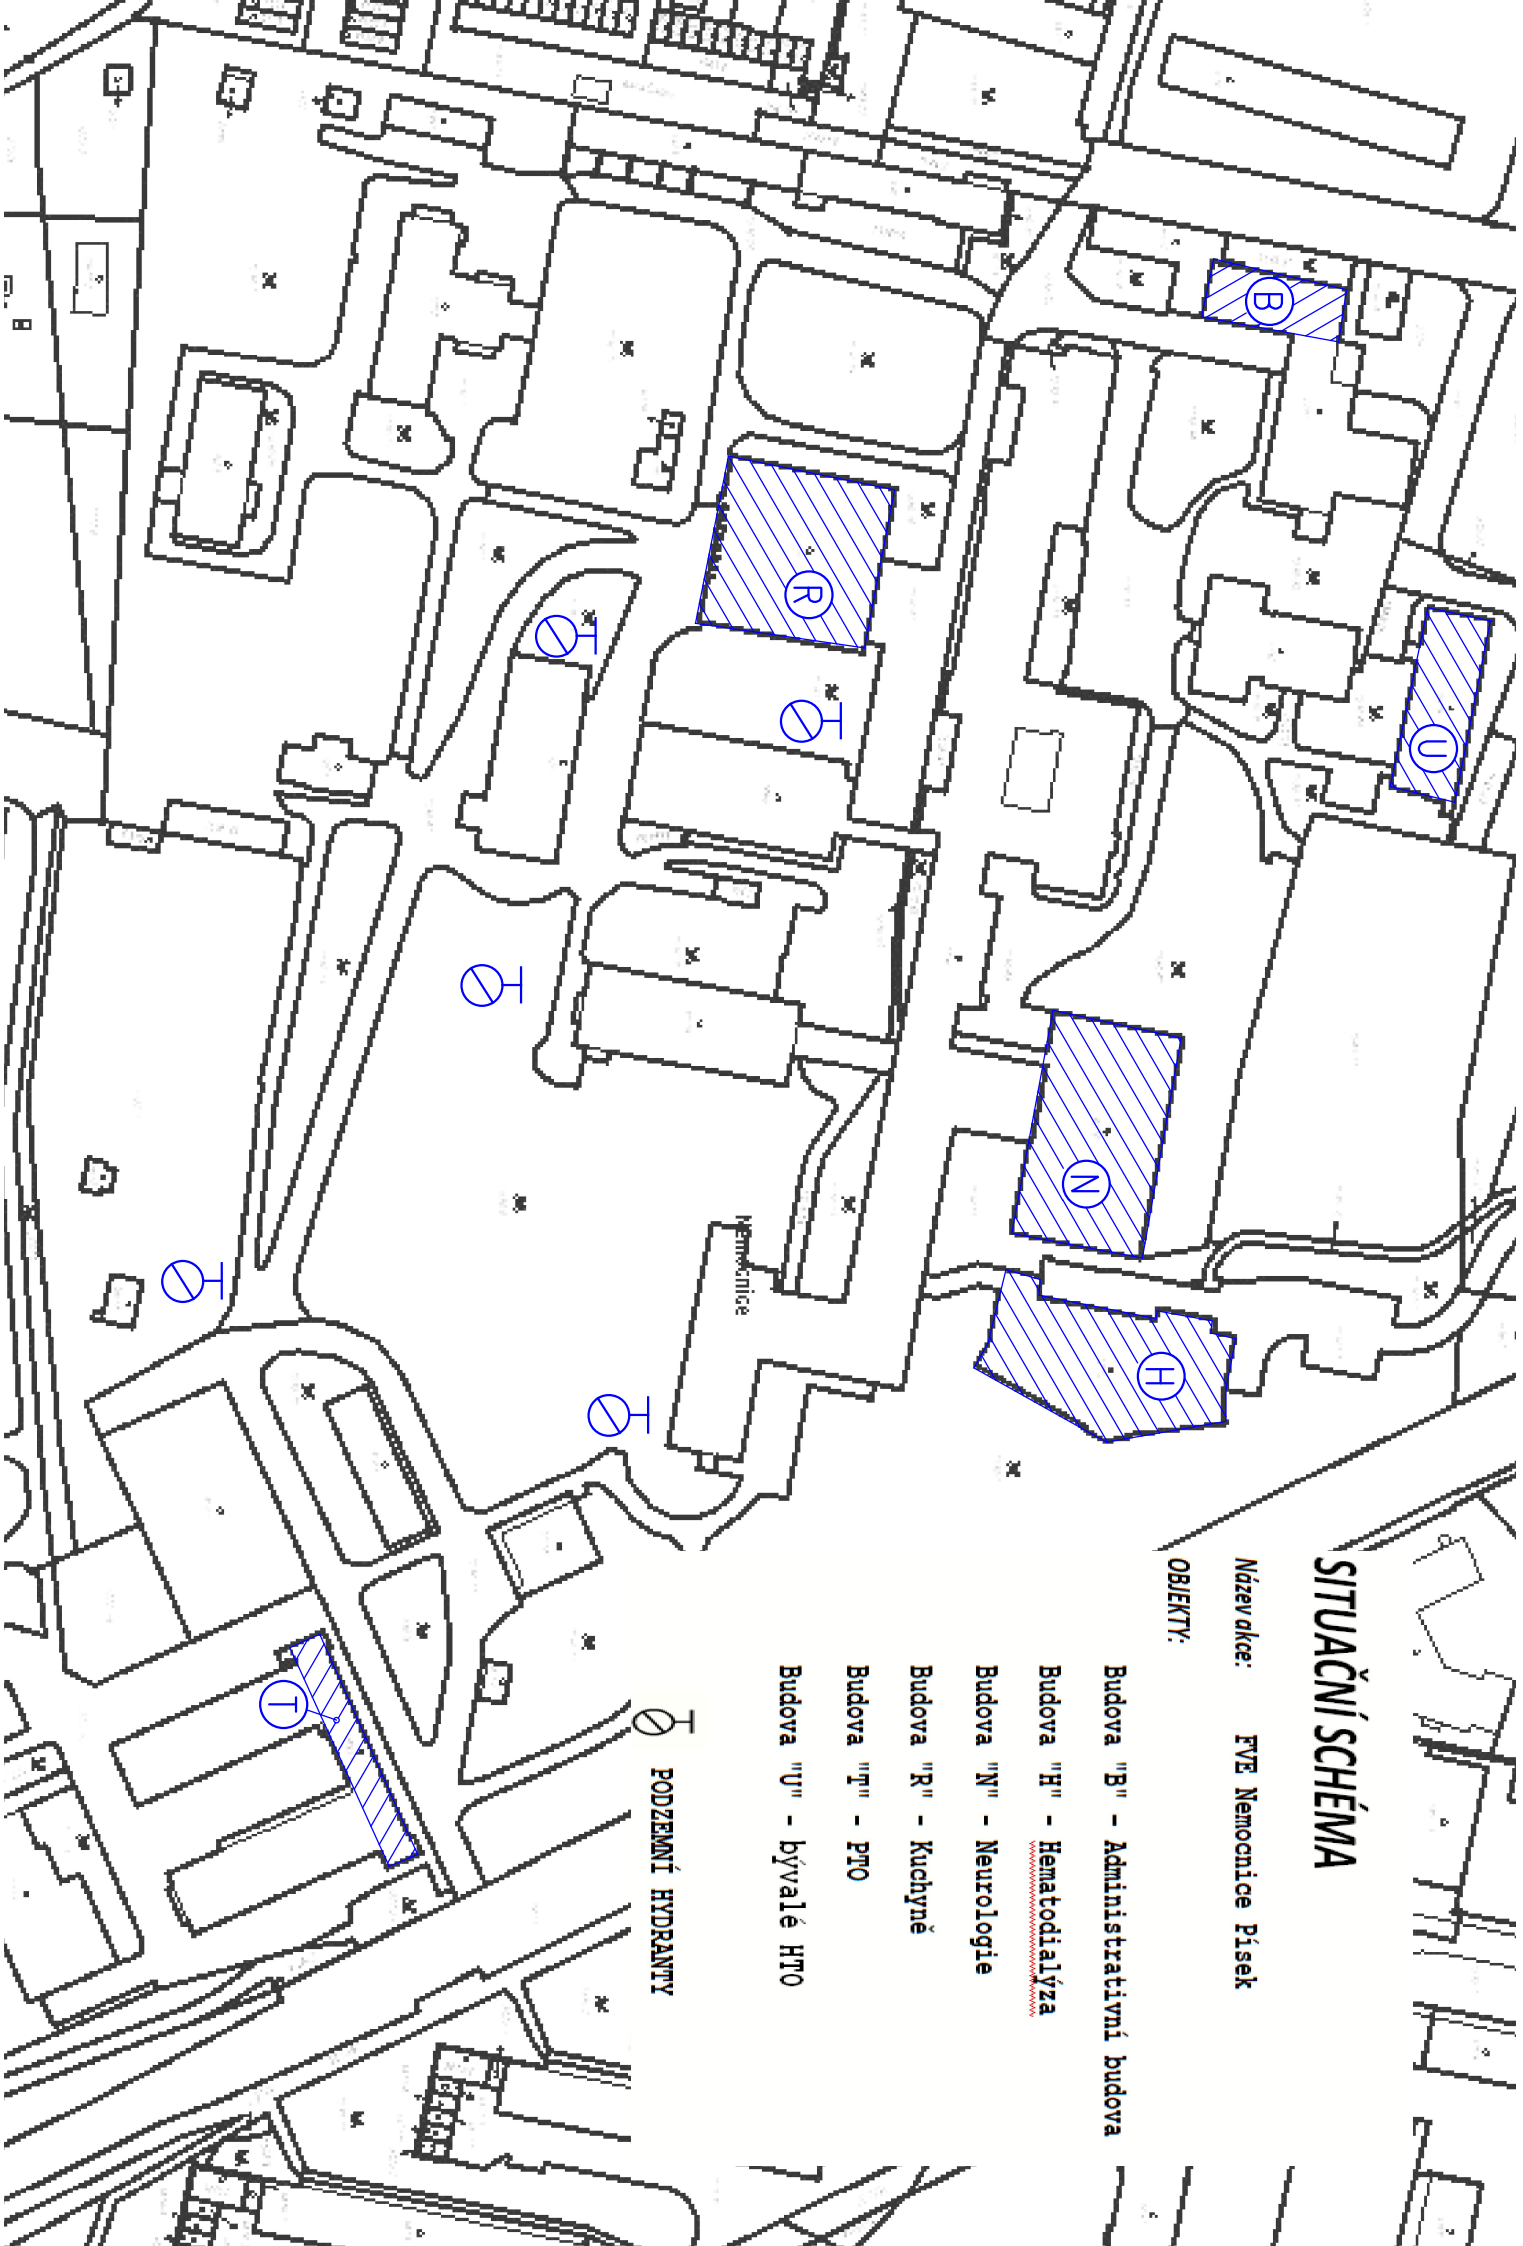 SITUAČNÍ SCHÉMA
Název akce: FVE Nemocnice Písek
OBJEKTY:
Budova "B" - Administrativní budova
Budova "H" - Hematodialýza
Budova "N" - Neurologie
Budova "R" - Kuchyně
Budova "T" - PTO
Budova "U" - bývalé HTO
PODZEMNÍ HYDRANTY
B
U
R
N
H
T
Nemocnice